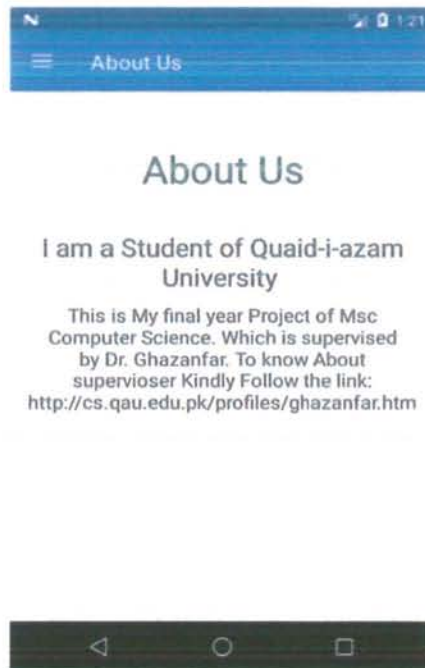 N 1:21
About Us
About Us
I am a Student of Quaid-i-azam
University
This is My final year Project of Msc
Computer Science. Which is supervised
by Dr. Ghazanfar. To know About
supervioser Kindly Follow the link:
http://cs.qau.edu.pk/profiles/ghazanfar.htm